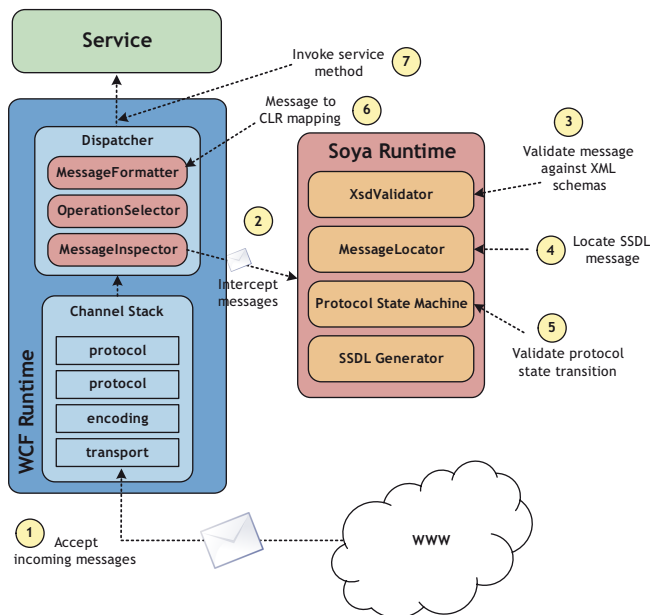 Service
Invoke service
method
7
WCF Runtime
Dispatcher
MessageFormatter
OperationSelector
MessageInspector
Message to
CLR mapping
6
2
Intercept
messages
Soya Runtime
XsdValidator
MessageLocator
Protocol State Machine
SSDL Generator
3
Validate message
against XML
schemas
4
Locate SSDL
message
5
Validate protocol
state transition
Channel Stack
protocol
protocol
encoding
transport
1
Accept
incoming messages
WWW